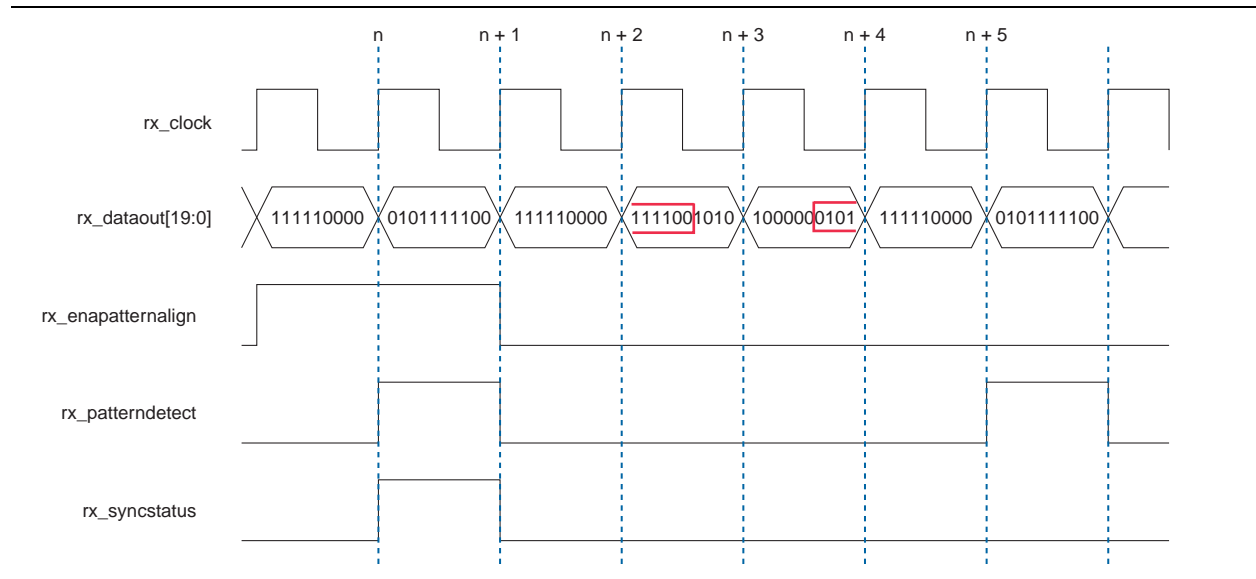 n n + 1 n + 2 n + 3 n + 4 n + 5
rx_clock
rx_dataout[19:0] 111110000 0101111100 111110000 1111001010 1000000101 111110000 0101111100
rx_enapatternalign
rx_patterndetect
rx_syncstatus